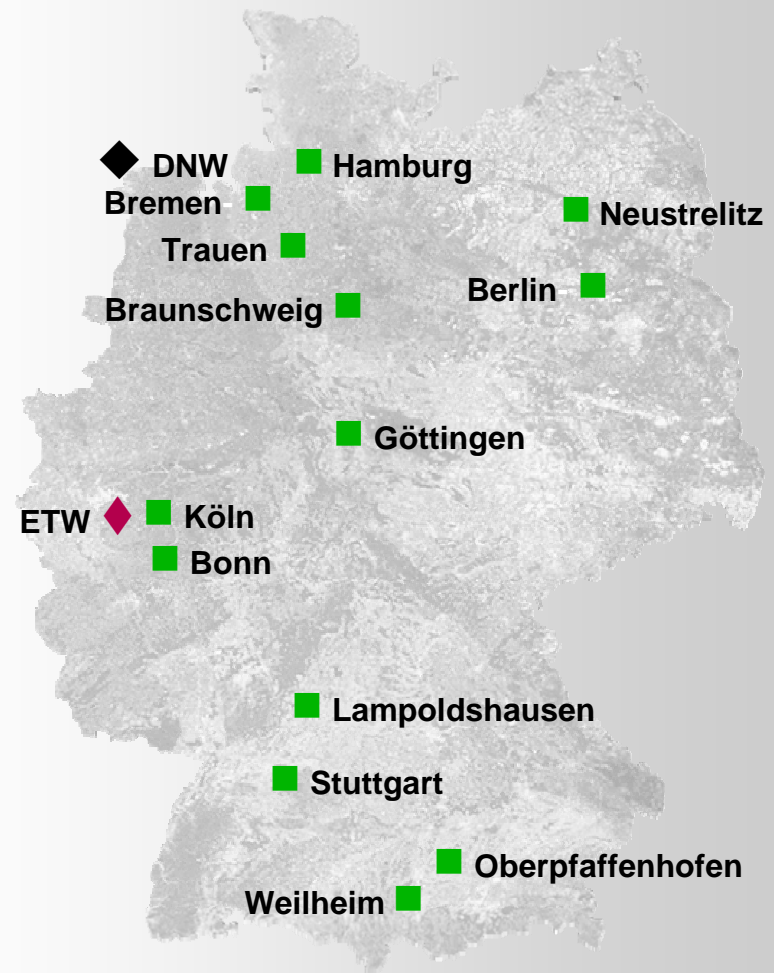 DNW
Hamburg
Bremen
Neustrelitz
Trauen
Berlin
Braunschweig
Göttingen
ETW
Köln
Bonn
Lampoldshausen
Stuttgart
Oberpfaffenhofen
Weilheim